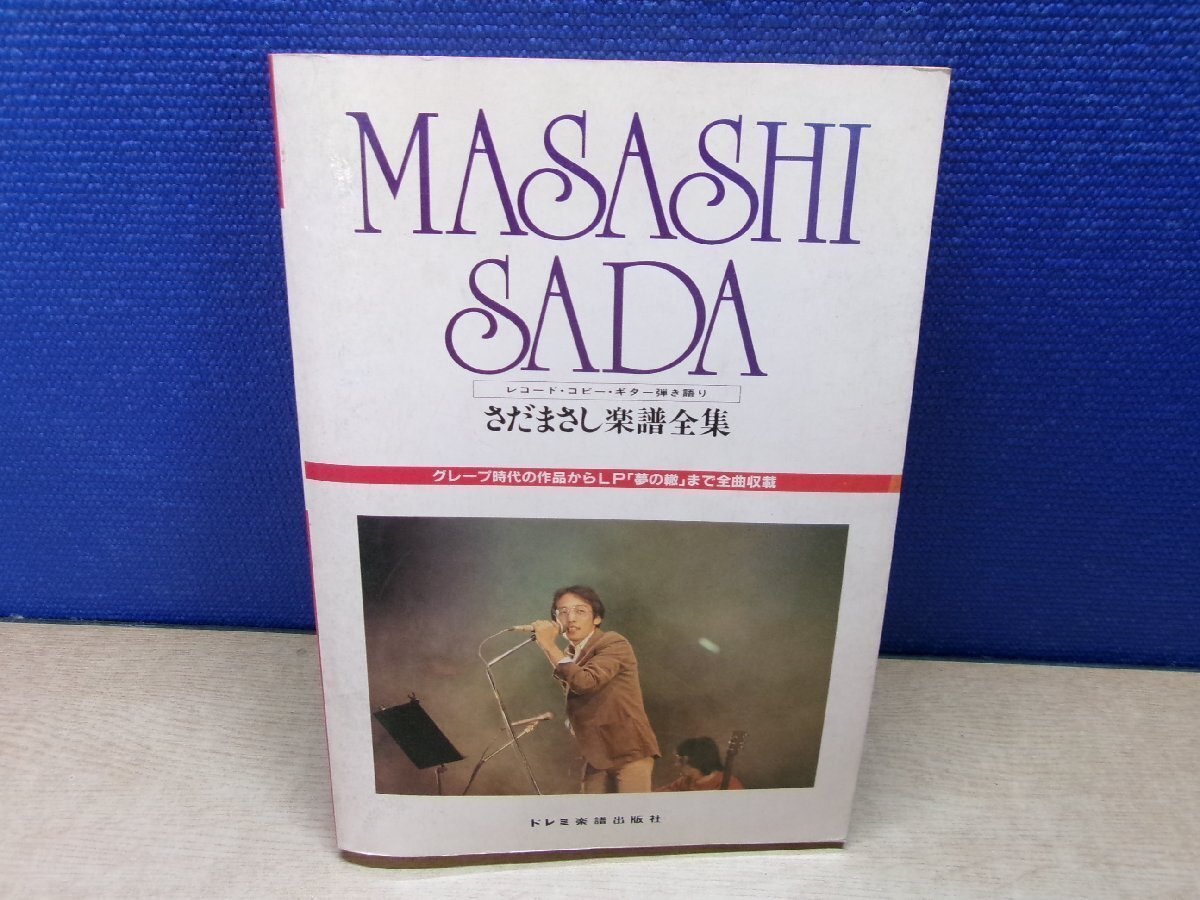 MASASHI
SADA
レコード・コピー・ギター弾き語り
さだまさし楽譜全集
グレープ時代の作品からLP「夢の轍」まで全曲収載
ドレミ楽譜出版社